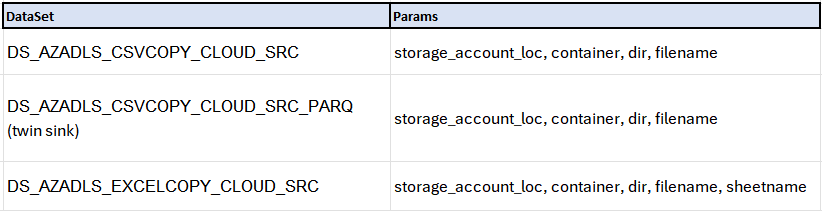 DataSet Params
DS_AZADLS_CSVCOPY_CLOUD_SRC storage_account_loc, container, dir, filename
DS_AZADLS_CSVCOPY_CLOUD_SRC_PARQ
(twin sink) storage_account_loc, container, dir, filename
DS_AZADLS_EXCELCOPY_CLOUD_SRC storage_account_loc, container, dir, filename, sheetname